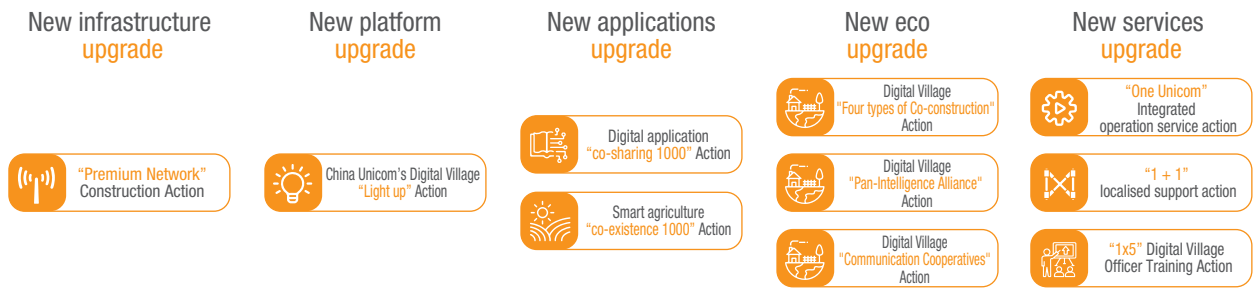 New infrastructure
upgrade
"Premium Network"
Construction Action
New platform
upgrade
China Unicom's Digital Village
"Light up" Action
New applications
upgrade
Digital application
"co-sharing 1000" Action
Smart agriculture
"co-existence 1000" Action
New eco
upgrade
Digital Village
"Four types of Co-construction"
Action
Digital Village
"Pan-Intelligence Alliance"
Action
Digital Village
"Communication Cooperatives"
Action
New services
upgrade
"One Unicom"
Integrated
operation service action
"1 + 1"
localised support action
"1x5" Digital Village
Officer Training Action